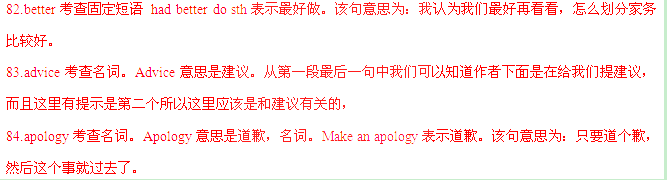 82.better 考查固定短语 had better do sth 表示最好做。该句意思为：我认为我们最好再看看，怎么划分家务
比较好。
83.advice 考查名词。Advice 意思是建议。从第一段最后一句中我们可以知道作者下面是在给我们提建议，
而且这里有提示是第二个所以这里应该是和建议有关的，
84.apology 考查名词。Apology 意思是道歉，名词。Make an apology 表示道歉。该句意思为：只要道个歉，
然后这个事就过去了。